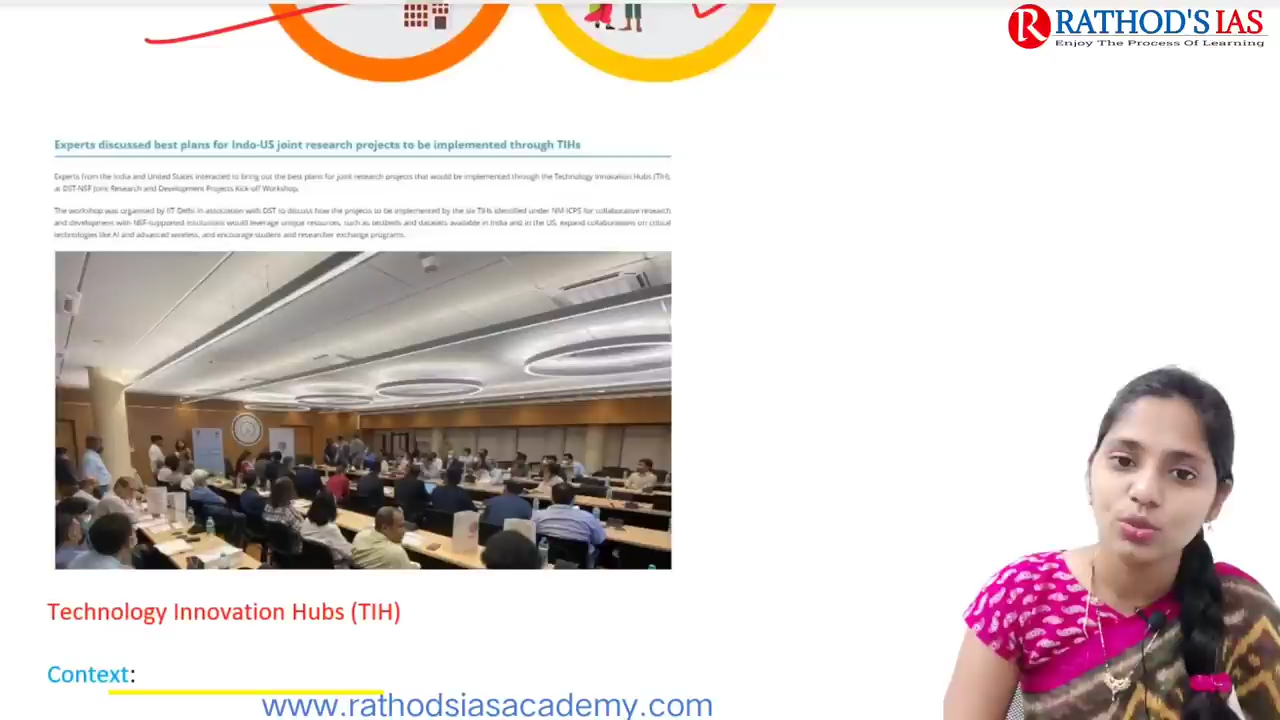 RATHOD'S IAS
Enjoy The Process Of Learning
Experts discussed best plans for Indo-US joint research projects to be implemented through TIHs
Experts from the India and United States interacted to bring out the best plans for joint research projects that would be implemented through the Technology Innovation Hubs (TIH),
at DST-NSF Joint Research and Development Projects Kick-off Workshop.
The workshop was organised by IIT Delhi in association with DST to discuss how the projects to be implemented by the six TIHs identified under NM-ICPS for collaborative research
and development with NSF-supported institutions would leverage unique resources, such as testbeds and datasets available in India and in the US, expand collaborations on critical
technologies like AI and advanced wireless, and encourage student and researcher exchange programs.
Technology Innovation Hubs (TIH)
Context:
www.rathodsiasacademy.com